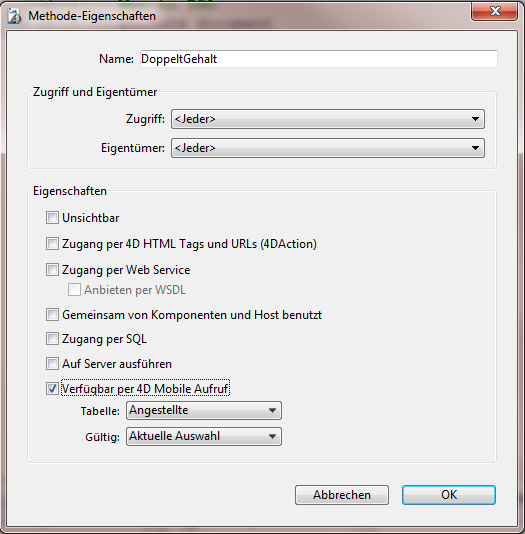 Methode-Eigenschaften
Name: DoppeltGehalt
Zugriff und Eigentümer
Zugriff: <Jeder>
Eigentümer: <Jeder>
Eigenschaften
Unsichtbar
Zugang per 4D HTML Tags und URLs (4DAction)
Zugang per Web Service
Anbieten per WSDL
Gemeinsam von Komponenten und Host benutzt
Zugang per SQL
Auf Server ausführen
Verfügbar per 4D Mobile Aufruf
Tabelle: Angestellte
Gültig: Aktuelle Auswahl
Abbrechen OK